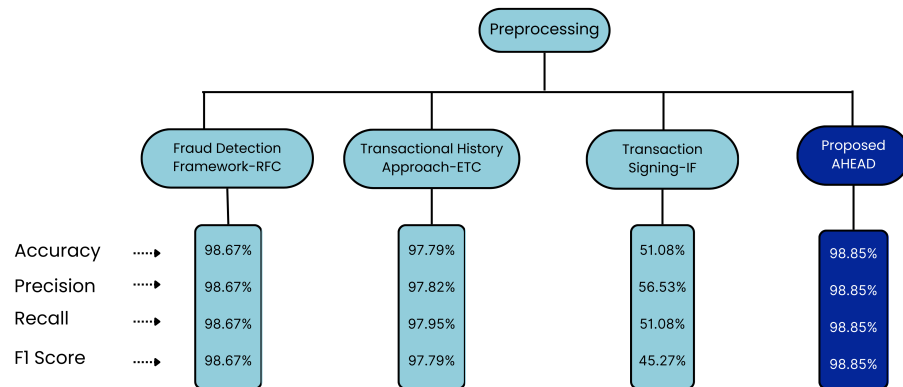 Preprocessing
Fraud Detection
Framework-RFC
Transactional History
Approach-ETC
Transaction
Signing-IF
Proposed
AHEAD
Accuracy 98.67% 97.79% 51.08% 98.85%
Precision 98.67% 97.82% 56.53% 98.85%
Recall 98.67% 97.95% 51.08% 98.85%
F1 Score 98.67% 97.79% 45.27% 98.85%